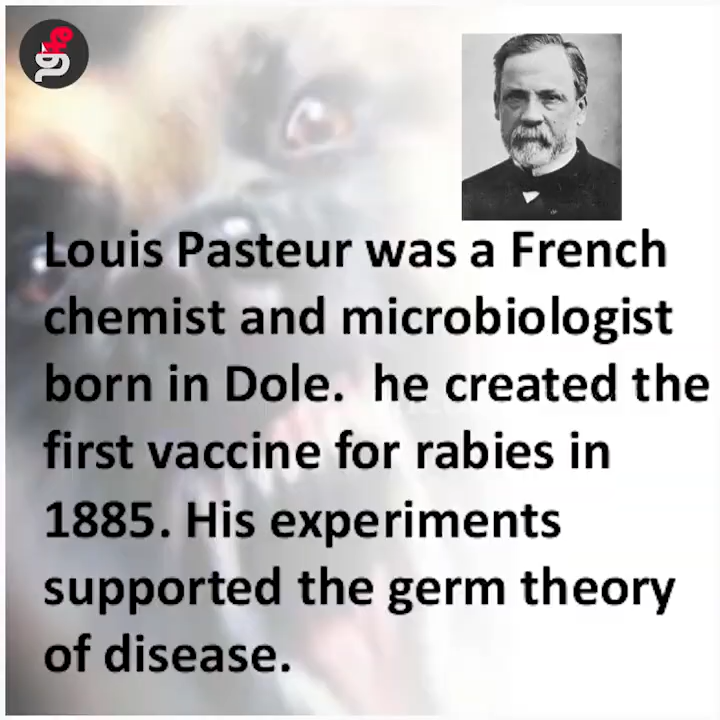 Louis Pasteur was a French
chemist and microbiologist
born in Dole.  he created the
first vaccine for rabies in
1885. His experiments
supported the germ theory
of disease.